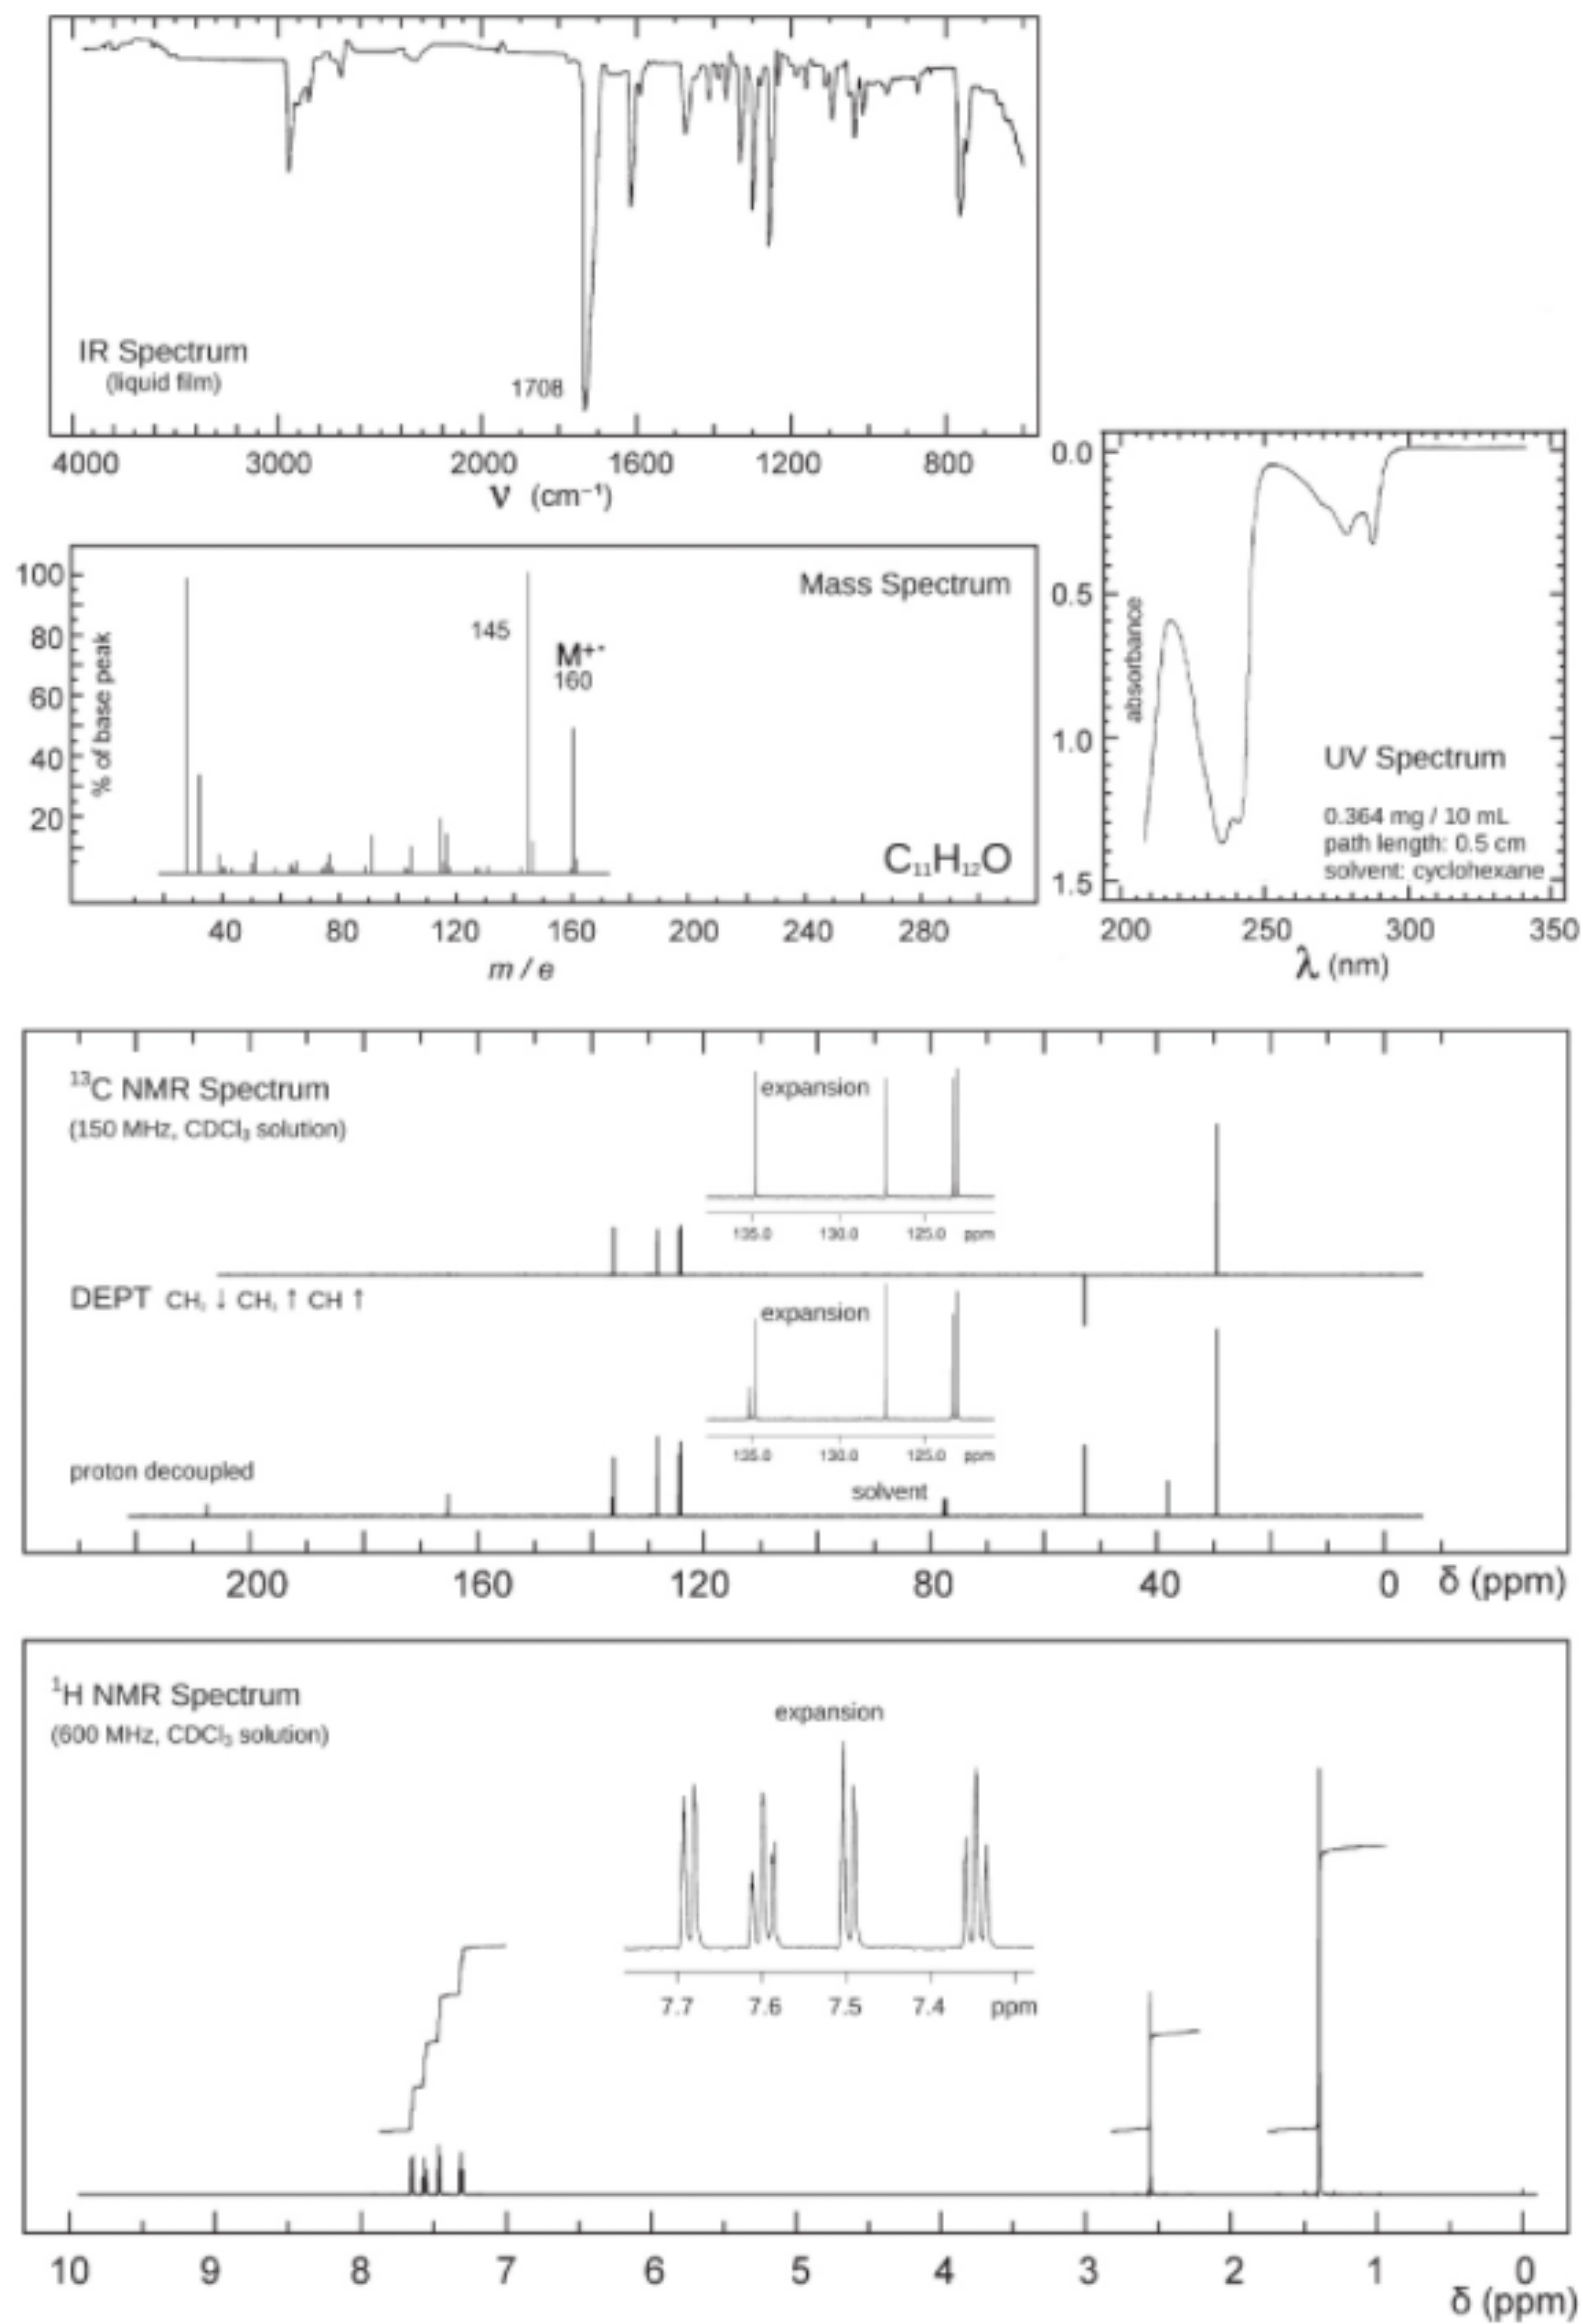 IR Spectrum
(liquid film)
1708
4000 3000 2000 1600 1200 800
ν (cm⁻¹)
100
80
60
40
20
% of base peak
Mass Spectrum
145
M⁺·
160
C₁₁H₁₂O
40 80 120 160 200 240 280
m / e
0.0
0.5
1.0
1.5
absorbance
UV Spectrum
0.364 mg / 10 mL
path length: 0.5 cm
solvent: cyclohexane
200 250 300 350
λ (nm)
¹³C NMR Spectrum
(150 MHz, CDCl₃ solution)
expansion
135.0 130.0 125.0 ppm
DEPT CH₂ ↓ CH₃ ↑ CH ↑
expansion
135.0 130.0 125.0 ppm
proton decoupled
solvent
200 160 120 80 40 0 δ (ppm)
¹H NMR Spectrum
(600 MHz, CDCl₃ solution)
expansion
7.7 7.6 7.5 7.4 ppm
10 9 8 7 6 5 4 3 2 1 0
δ (ppm)